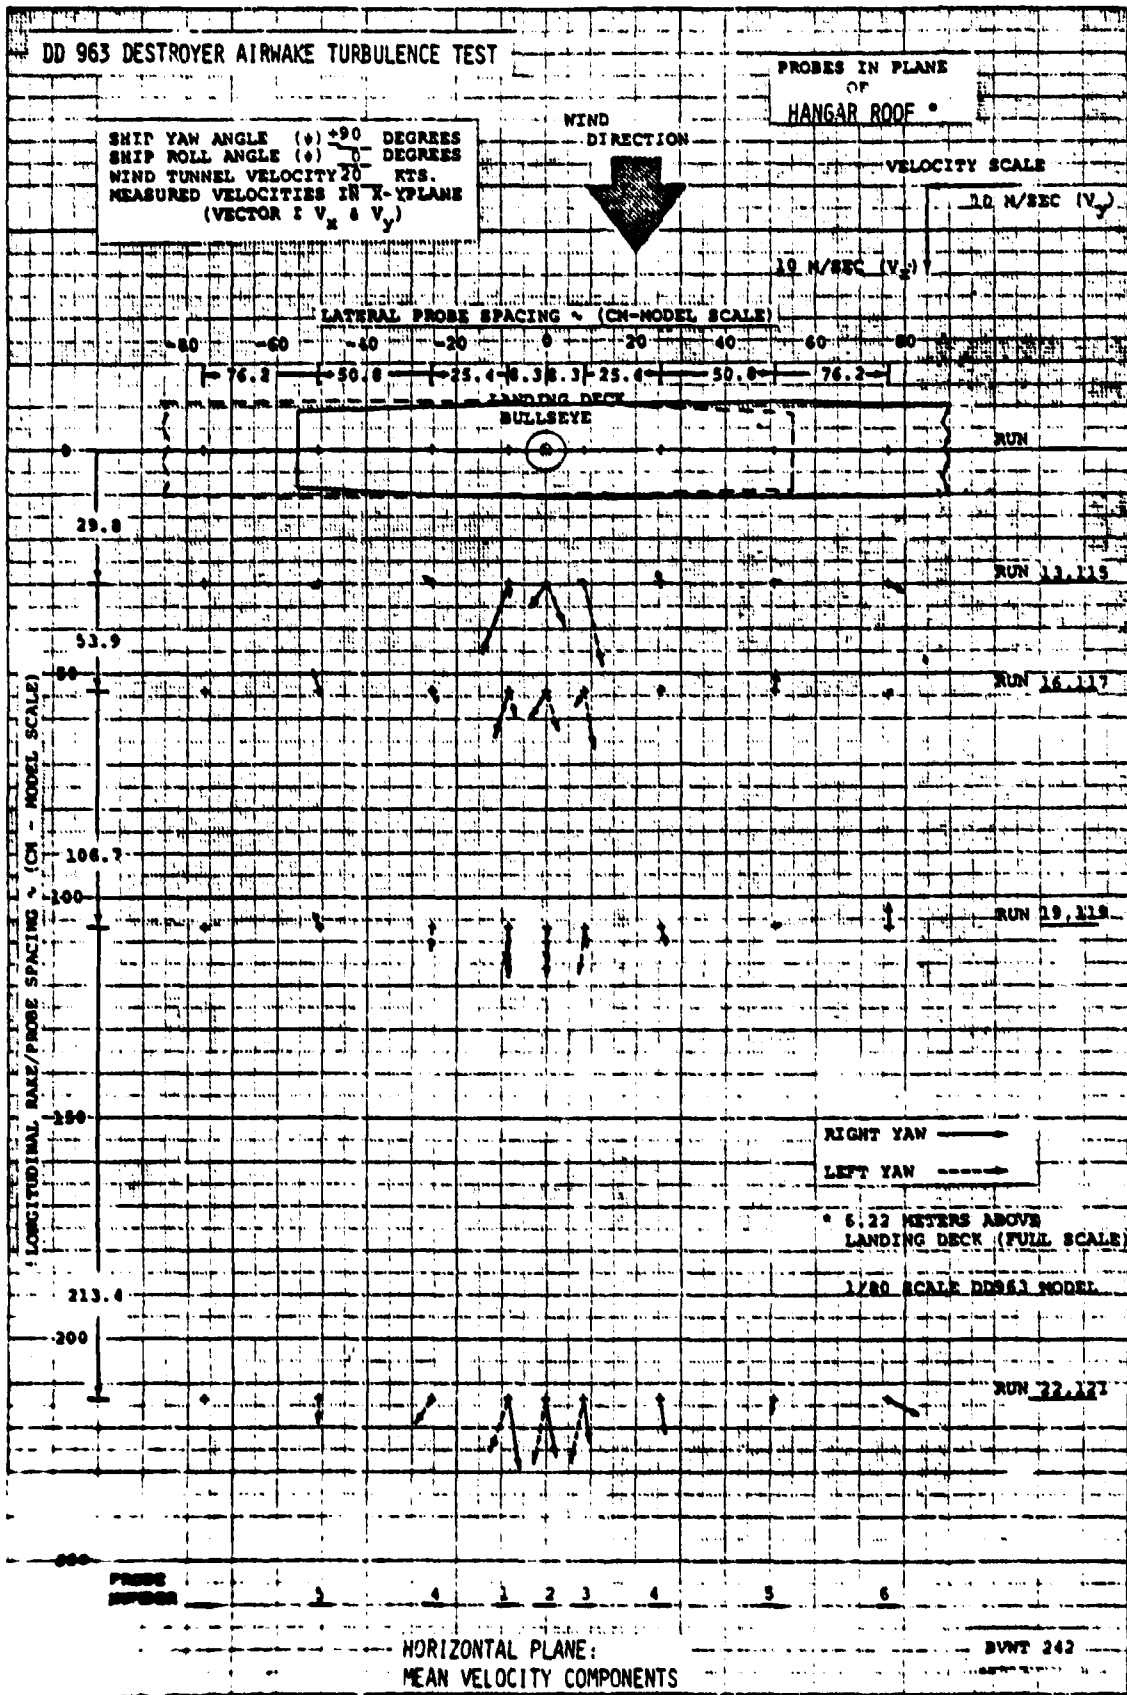 DD 963 DESTROYER AIRWAKE TURBULENCE TEST
PROBES IN PLANE
OF
HANGAR ROOF *
SHIP YAW ANGLE (ψ) +90 DEGREES
SHIP ROLL ANGLE (φ) 0 DEGREES
WIND TUNNEL VELOCITY 20 KTS.
MEASURED VELOCITIES IN X-YPLANE
(VECTOR Σ Vx & Vy)
WIND
DIRECTION
VELOCITY SCALE
10 M/SEC (Vy)
10 M/SEC (Vx)
LATERAL PROBE SPACING ~ (CM-MODEL SCALE)
-80 -60 -40 -20 0 20 40 60 80
76.2 50.8 25.4 8.3 8.3 25.4 50.8 76.2
LANDING DECK
BULLSEYE
0
RUN
29.8
RUN 13,115
53.9
50
RUN 16,117
106.7
100
RUN 19,119
150
LONGITUDINAL RAKE/PROBE SPACING ~ (CM - MODEL SCALE)
RIGHT YAW
LEFT YAW
* 6.22 METERS ABOVE
LANDING DECK (FULL SCALE)
1/80 SCALE DD963 MODEL
213.4
200
RUN 22,121
PROBE
NUMBER
5 4 1 2 3 4 5 6
HORIZONTAL PLANE:
MEAN VELOCITY COMPONENTS
BVWT 242